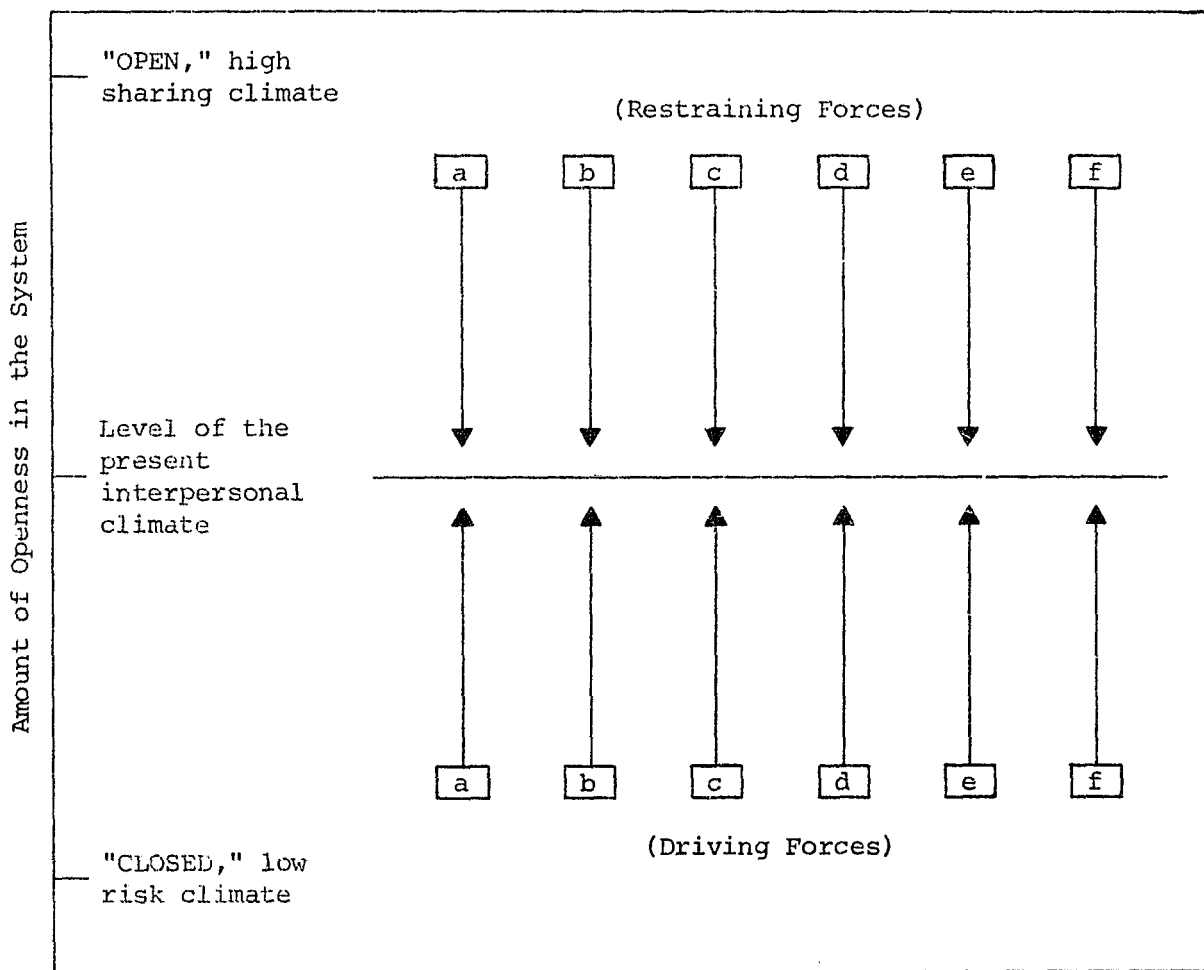 "OPEN," high
sharing climate
(Restraining Forces)
a b c d e f
Amount of Openness in the System
Level of the
present
interpersonal
climate
a b c d e f
(Driving Forces)
"CLOSED," low
risk climate